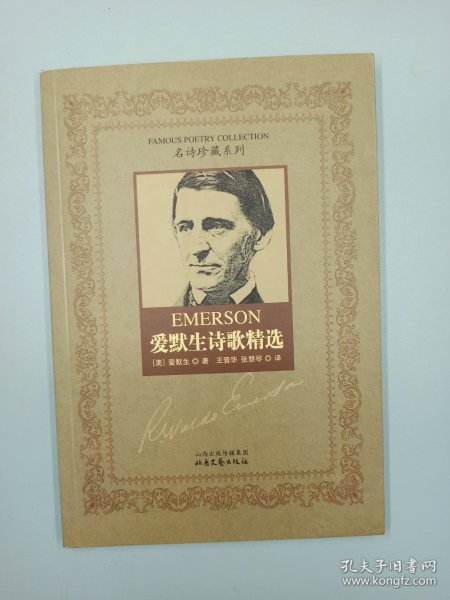 FAMOUS POETRY COLLECTION
名诗珍藏系列
EMERSON
爱默生诗歌精选
[美] 爱默生 ◎ 著 王晋华 张慧琴 ◎ 译
R. Waldo Emerson
山西出版传媒集团
北岳文艺出版社
孔夫子旧书网
www.kongfz.com